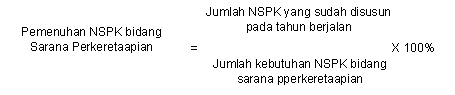 Jumlah NSPK yang sudah disusun
pada tahun berjalan
Pemenuhan NSPK bidang
Sarana Perkeretaapian
=
X 100%
Jumlah kebutuhan NSPK bidang
sarana pperkeretaapian